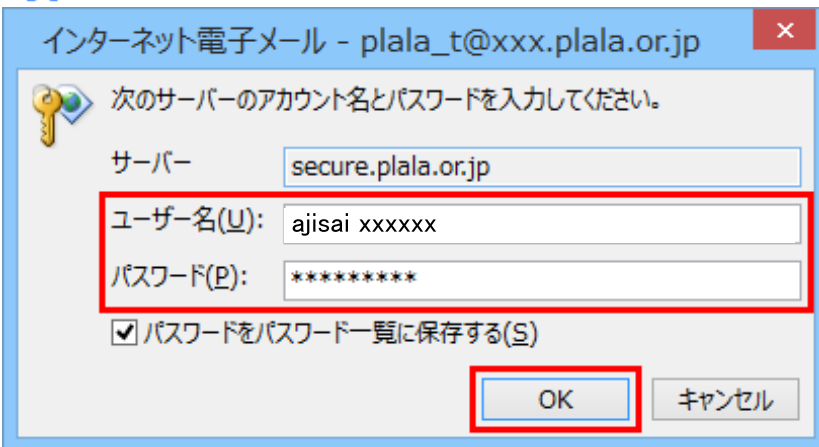 インターネット電子メール - plala_t@xxx.plala.or.jp
次のサーバーのアカウント名とパスワードを入力してください。
サーバー secure.plala.or.jp
ユーザー名(U): ajisai xxxxxx
パスワード(P): *********
パスワードをパスワード一覧に保存する(S)
OK キャンセル